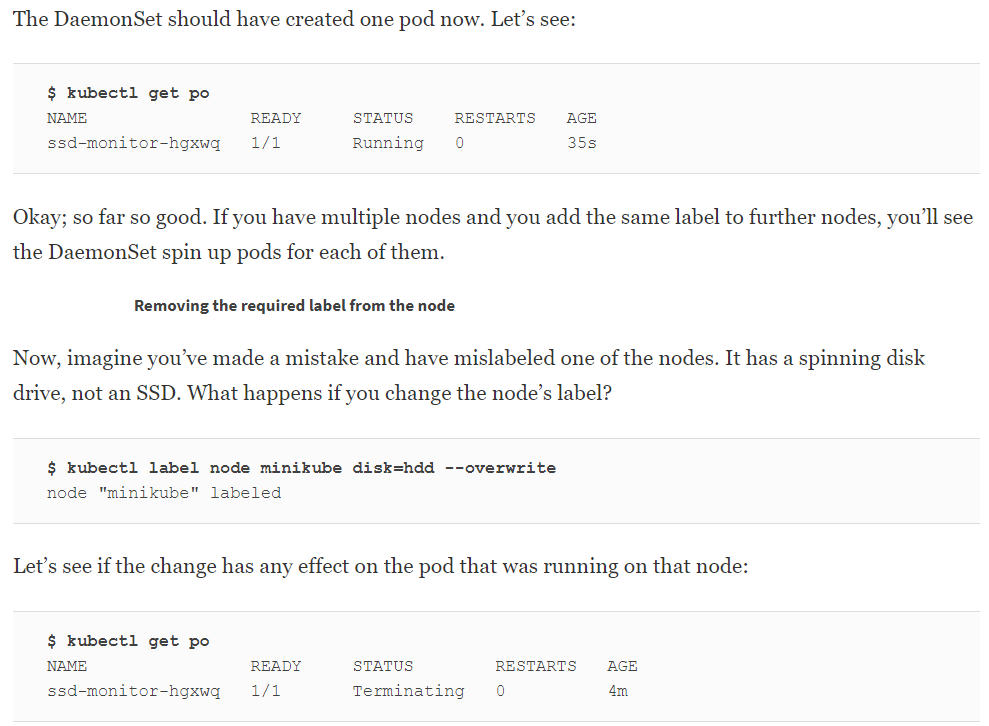 The DaemonSet should have created one pod now. Let’s see:
$ kubectl get po
NAME READY STATUS RESTARTS AGE
ssd-monitor-hgxwq 1/1 Running 0 35s
Okay; so far so good. If you have multiple nodes and you add the same label to further nodes, you’ll see
the DaemonSet spin up pods for each of them.
Removing the required label from the node
Now, imagine you’ve made a mistake and have mislabeled one of the nodes. It has a spinning disk
drive, not an SSD. What happens if you change the node’s label?
$ kubectl label node minikube disk=hdd --overwrite
node "minikube" labeled
Let’s see if the change has any effect on the pod that was running on that node:
$ kubectl get po
NAME READY STATUS RESTARTS AGE
ssd-monitor-hgxwq 1/1 Terminating 0 4m